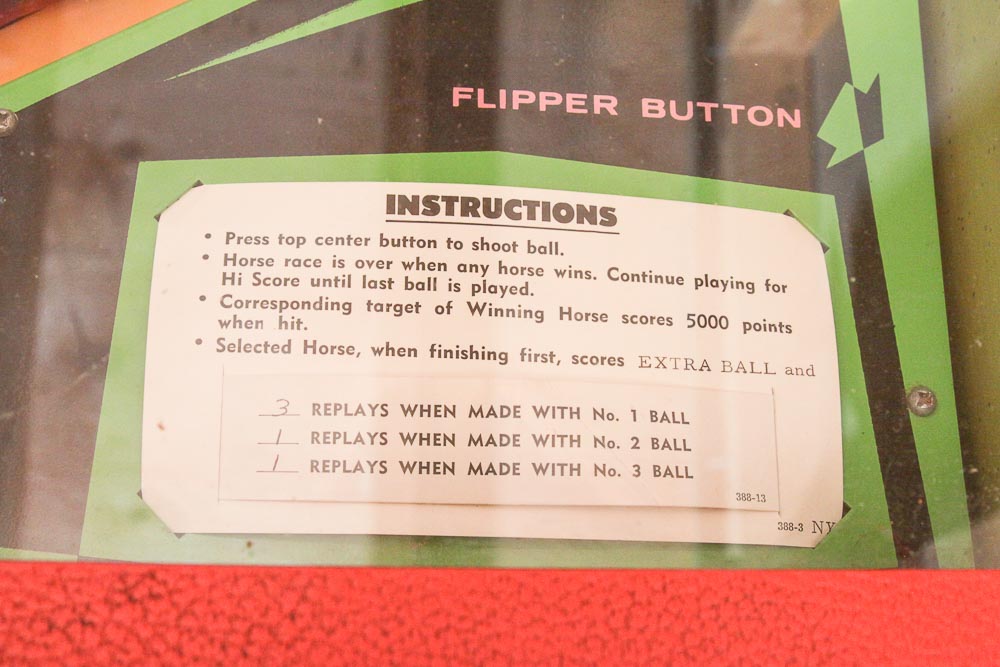 FLIPPER BUTTON
INSTRUCTIONS
• Press top center button to shoot ball.
• Horse race is over when any horse wins. Continue playing for
Hi Score until last ball is played.
• Corresponding target of Winning Horse scores 5000 points
when hit.
• Selected Horse, when finishing first, scores EXTRA BALL and
3 REPLAYS WHEN MADE WITH No. 1 BALL
1 REPLAYS WHEN MADE WITH No. 2 BALL
1 REPLAYS WHEN MADE WITH No. 3 BALL
388-13
388-3 NY